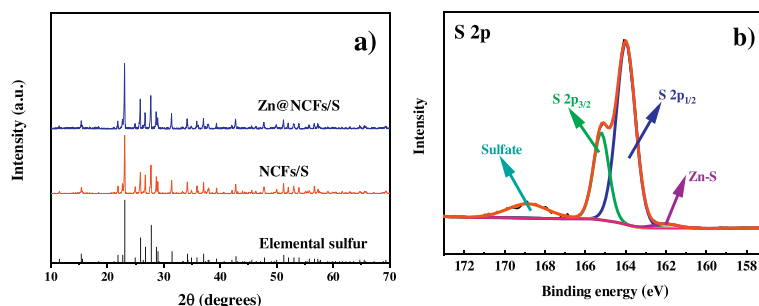 a)
Zn@NCFs/S
NCFs/S
Elemental sulfur
Intensity (a.u.)
10 20 30 40 50 60 70
2θ (degrees)
S 2p
b)
S 2p3/2
S 2p1/2
Sulfate
Zn-S
Intensity
172 170 168 166 164 162 160 158
Binding energy (eV)